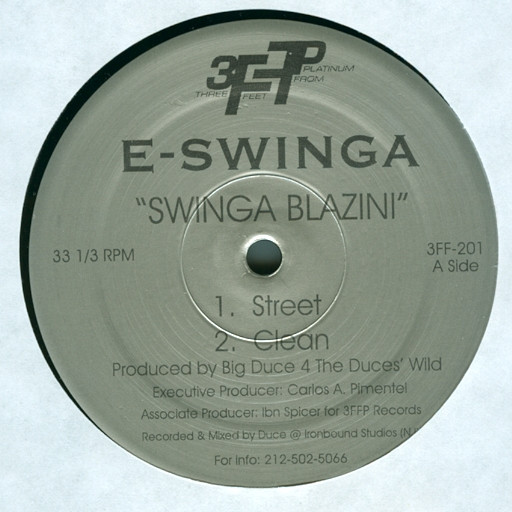 3FFP
THREE FEET FROM PLATINUM
E-SWINGA
"SWINGA BLAZINI"
33 1/3 RPM
3FF-201
A Side
1. Street
2. Clean
Produced by Big Duce 4 The Duces' Wild
Executive Producer: Carlos A. Pimentel
Associate Producer: Ibn Spicer for 3FFP Records
Recorded & Mixed by Duce @ Ironbound Studios (N
For Info: 212-502-5066